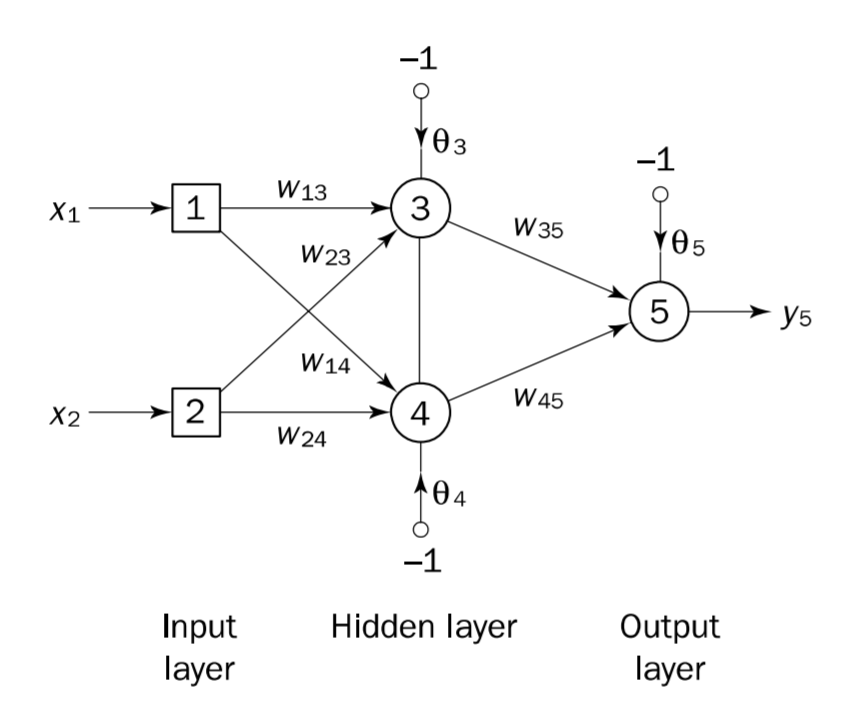 –1
θ3
x1
1
w13
3
–1
w35
w23
θ5
5
y5
w14
x2
2
w24
4
w45
θ4
–1
Input
layer
Hidden layer
Output
layer